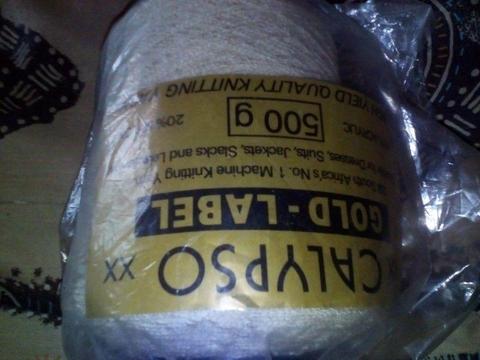 CALYPSO XX
GOLD-LABEL
South Africa's No. 1 Machine Knitting
for Dresses, Suits, Jackets, Slacks and
ACRYLIC 500 g 20%
YIELD QUALITY KNITTING